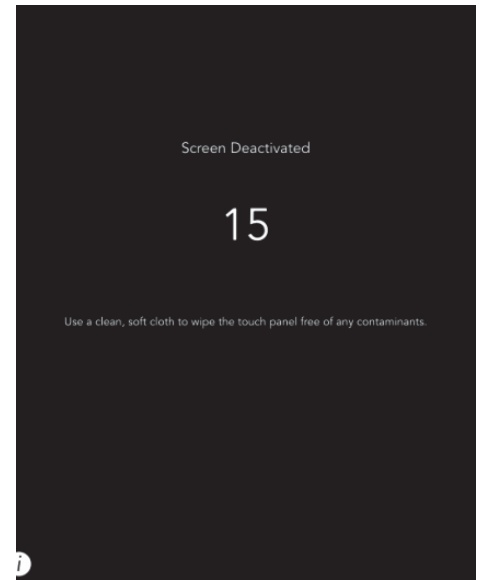 Screen Deactivated
15
Use a clean, soft cloth to wipe the touch panel free of any contaminants.
i